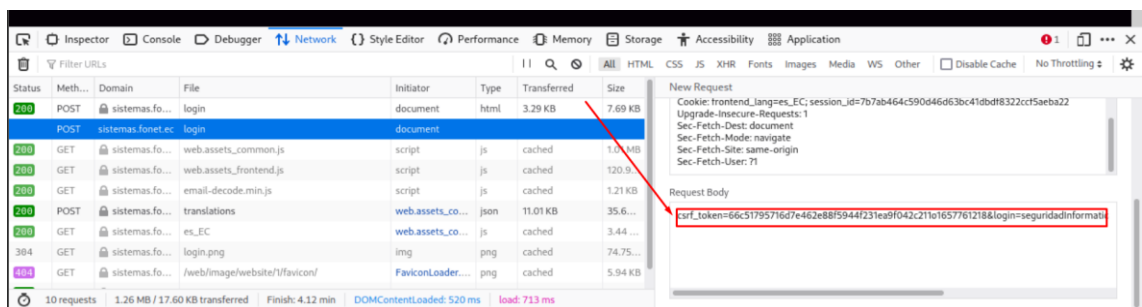 Inspector Console Debugger Network {} Style Editor Performance Memory Storage Accessibility Application 1
Filter URLs All HTML CSS JS XHR Fonts Images Media WS Other Disable Cache No Throttling
Status Meth... Domain File Initiator Type Transferred Size
200 POST sistemas.fo... login document html 3.29 KB 7.69 KB
POST sistemas.fonet.ec login document
200 GET sistemas.fo... web.assets_common.js script js cached 1.01 MB
200 GET sistemas.fo... web.assets_frontend.js script js cached 120.9...
200 GET sistemas.fo... email-decode.min.js script js cached 1.21 KB
200 POST sistemas.fo... translations web.assets_co... json 11.01 KB 35.6...
200 GET sistemas.fo... es_EC web.assets_co... js cached 3.44 ...
304 GET sistemas.fo... login.png img png cached 74.75...
404 GET sistemas.fo... /web/image/website/1/favicon/ FaviconLoader.... png cached 5.94 KB
10 requests 1.26 MB / 17.60 KB transferred Finish: 4.12 min DOMContentLoaded: 520 ms load: 713 ms
New Request
Cookie: frontend_lang=es_EC; session_id=7b7ab464c590d46d63bc41dbdf8322ccf5aeba22
Upgrade-Insecure-Requests: 1
Sec-Fetch-Dest: document
Sec-Fetch-Mode: navigate
Sec-Fetch-Site: same-origin
Sec-Fetch-User: ?1
Request Body
csrf_token=66c51795716d7e462e88f5944f231ea9f042c211o1657761218&login=seguridadInformatic